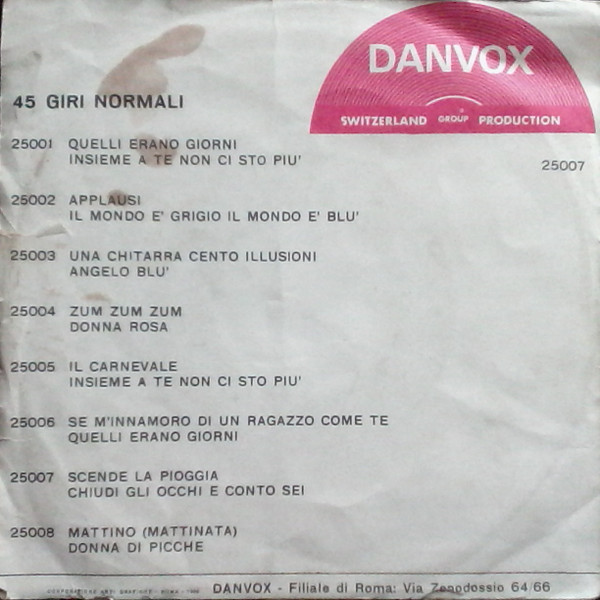 DANVOX
SWITZERLAND GROUP PRODUCTION
45 GIRI NORMALI
25007
25001 QUELLI ERANO GIORNI
INSIEME A TE NON CI STO PIU'
25002 APPLAUSI
IL MONDO E' GRIGIO IL MONDO E' BLU'
25003 UNA CHITARRA CENTO ILLUSIONI
ANGELO BLU'
25004 ZUM ZUM ZUM
DONNA ROSA
25005 IL CARNEVALE
INSIEME A TE NON CI STO PIU'
25006 SE M'INNAMORO DI UN RAGAZZO COME TE
QUELLI ERANO GIORNI
25007 SCENDE LA PIOGGIA
CHIUDI GLI OCCHI E CONTO SEI
25008 MATTINO (MATTINATA)
DONNA DI PICCHE
DANVOX - Filiale di Roma: Via Zenodossio 64/66